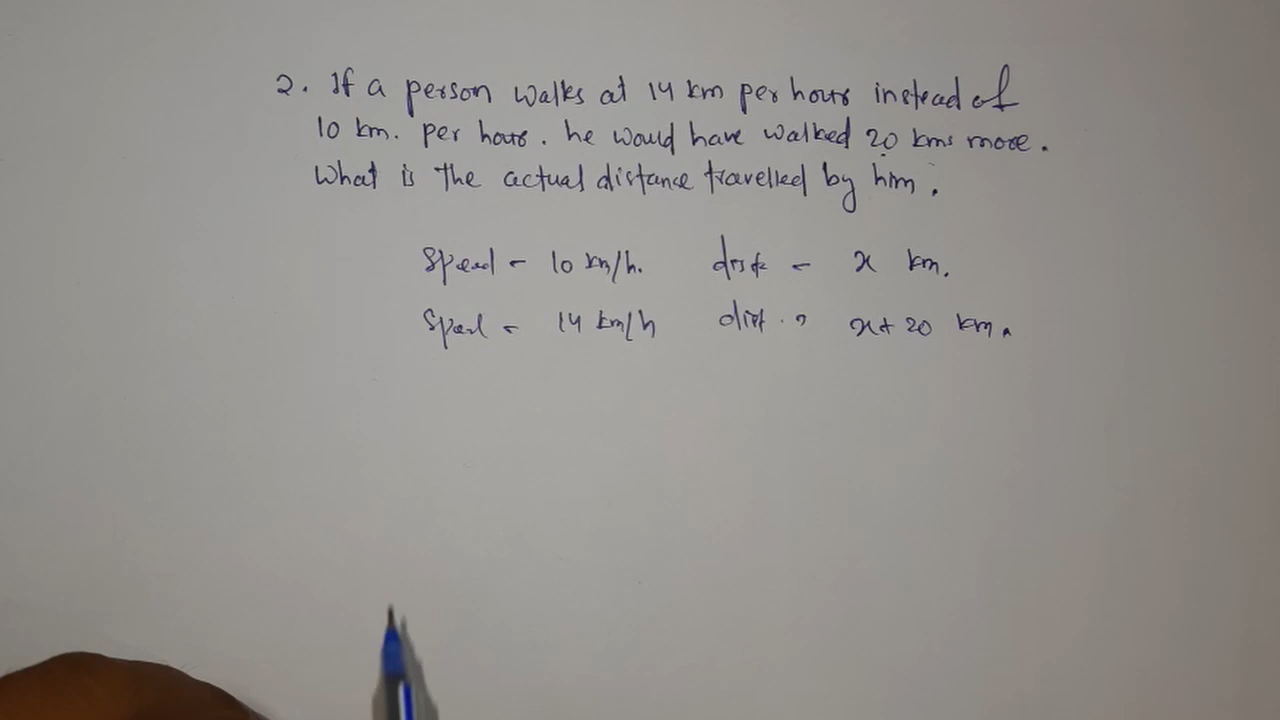 2. If a person walks at 14 km per hours instead of
10 km. per hours. he would have walked 20 kms more.
What is the actual distance travelled by him.
Speed - 10 km/h. dist - x km.
Speed = 14 km/h dist. = x+ 20 km.